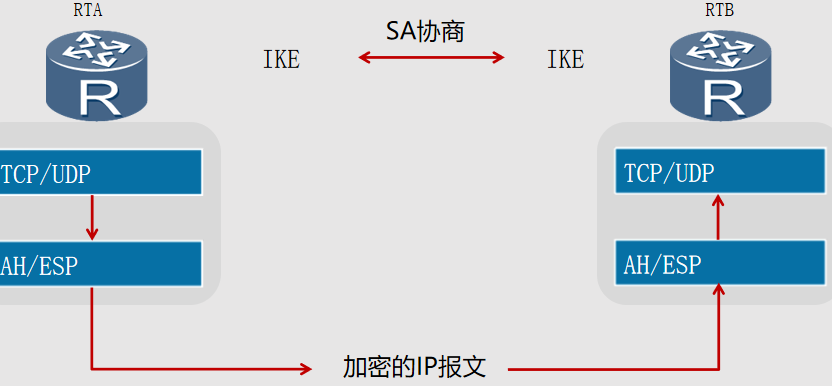 RTA
RTB
SA协商
IKE
IKE
R
R
TCP/UDP
TCP/UDP
AH/ESP
AH/ESP
加密的IP报文